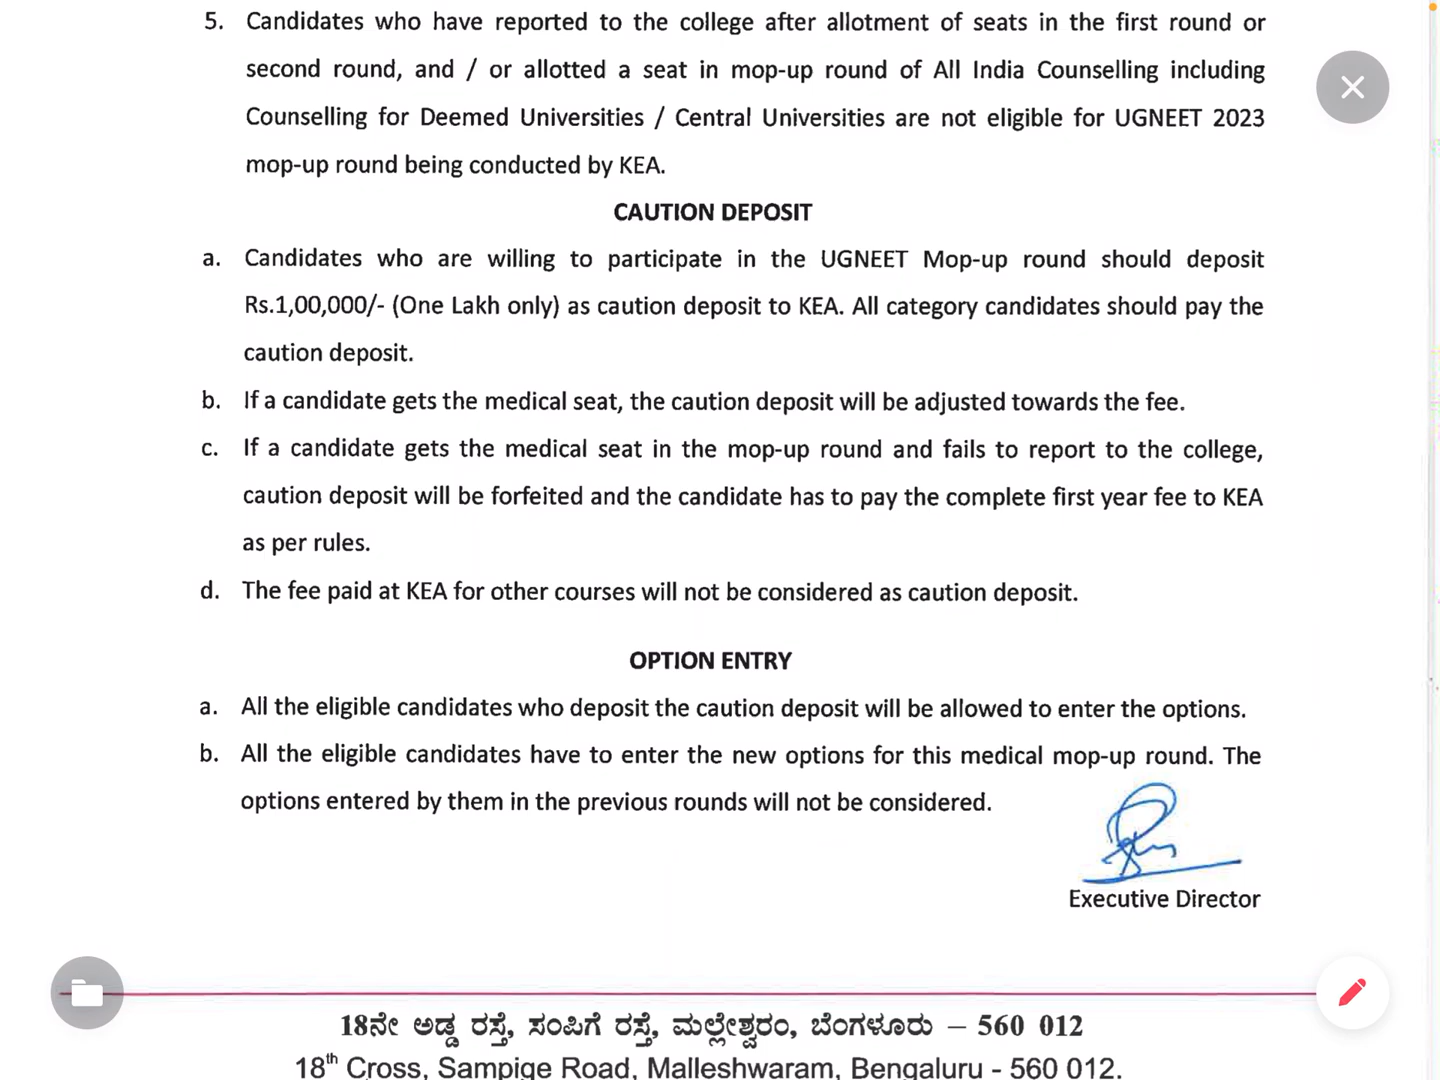 5. Candidates who have reported to the college after allotment of seats in the first round or
second round, and / or allotted a seat in mop-up round of All India Counselling including
Counselling for Deemed Universities / Central Universities are not eligible for UGNEET 2023
mop-up round being conducted by KEA.
CAUTION DEPOSIT
a. Candidates who are willing to participate in the UGNEET Mop-up round should deposit
Rs.1,00,000/- (One Lakh only) as caution deposit to KEA. All category candidates should pay the
caution deposit.
b. If a candidate gets the medical seat, the caution deposit will be adjusted towards the fee.
c. If a candidate gets the medical seat in the mop-up round and fails to report to the college,
caution deposit will be forfeited and the candidate has to pay the complete first year fee to KEA
as per rules.
d. The fee paid at KEA for other courses will not be considered as caution deposit.
OPTION ENTRY
a. All the eligible candidates who deposit the caution deposit will be allowed to enter the options.
b. All the eligible candidates have to enter the new options for this medical mop-up round. The
options entered by them in the previous rounds will not be considered.
Executive Director
18ನೇ ಅಡ್ಡ ರಸ್ತೆ, ಸಂಪಿಗೆ ರಸ್ತೆ, ಮಲ್ಲೇಶ್ವರಂ, ಬೆಂಗಳೂರು – 560 012
18th Cross, Sampige Road, Malleshwaram, Bengaluru - 560 012.